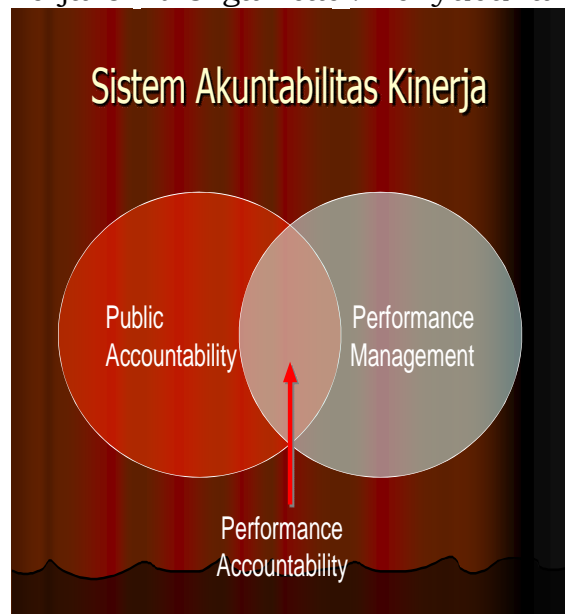 Sistem Akuntabilitas Kinerja
Public
Accountability
Performance
Management
Performance
Accountability